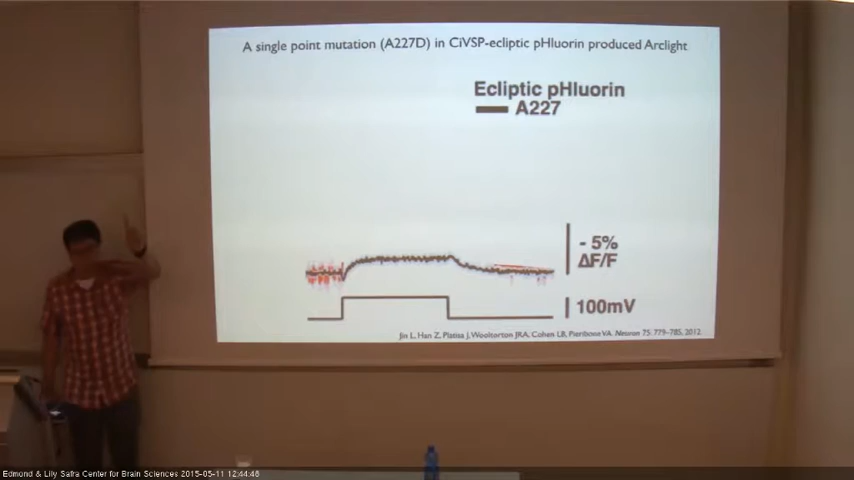 A single point mutation (A227D) in CiVSP-ecliptic pHluorin produced Arclight
Ecliptic pHluorin
A227
- 5%
ΔF/F
100mV
Jin L, Han Z, Platisa J, Wooltorton JRA, Cohen LB, Pieribone VA. Neuron 75, 779-785, 2012
Edmond & Lily Safra Center for Brain Sciences 2015-05-11 12:44:48